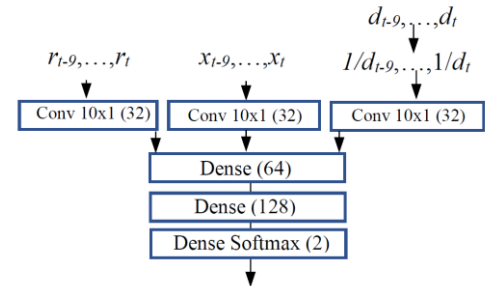 d_{t-9},...,d_t
r_{t-9},...,r_t
x_{t-9},...,x_t
1/d_{t-9},...,1/d_t
Conv 10x1 (32)
Conv 10x1 (32)
Conv 10x1 (32)
Dense (64)
Dense (128)
Dense Softmax (2)